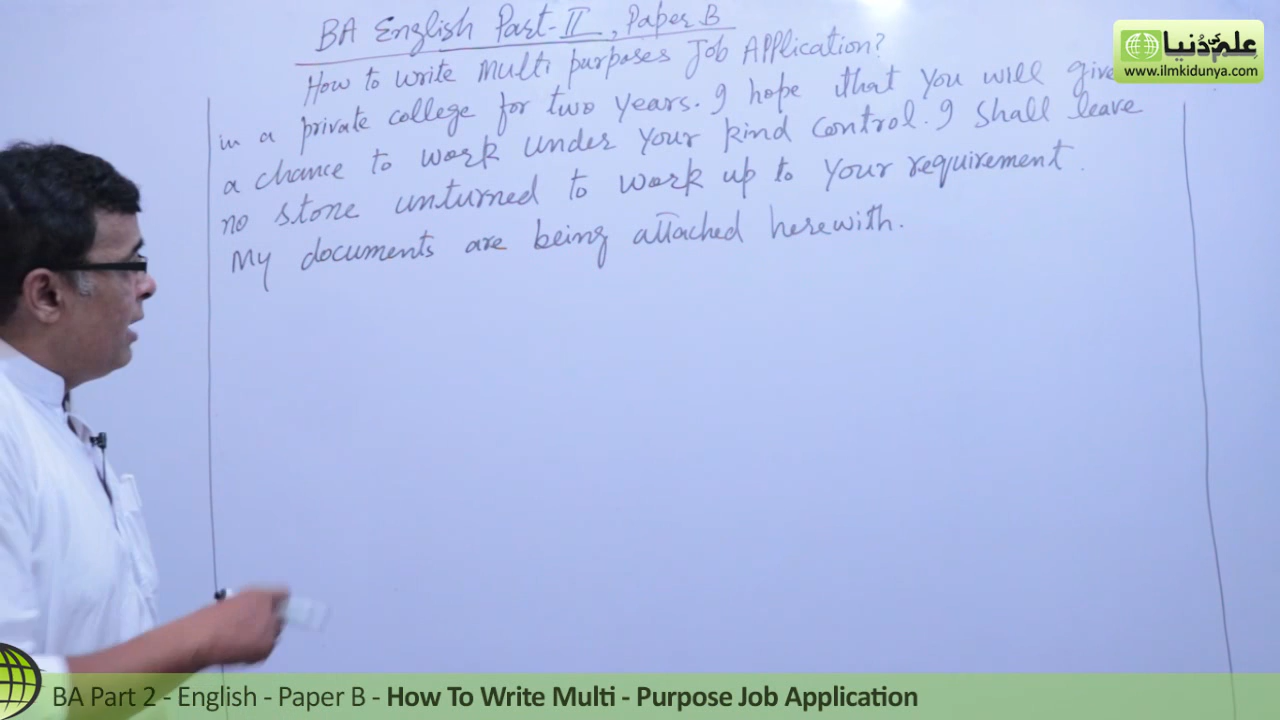 BA English Part-II, Paper B
How to write Multi purposes Job Application?
in a private college for two years. I hope that you will give
a chance to work under your kind control. I shall leave
no stone unturned to work up to your requirement.
My documents are being attached herewith.
علم کی دُنیا
www.ilmkidunya.com
BA Part 2 - English - Paper B - How To Write Multi - Purpose Job Application